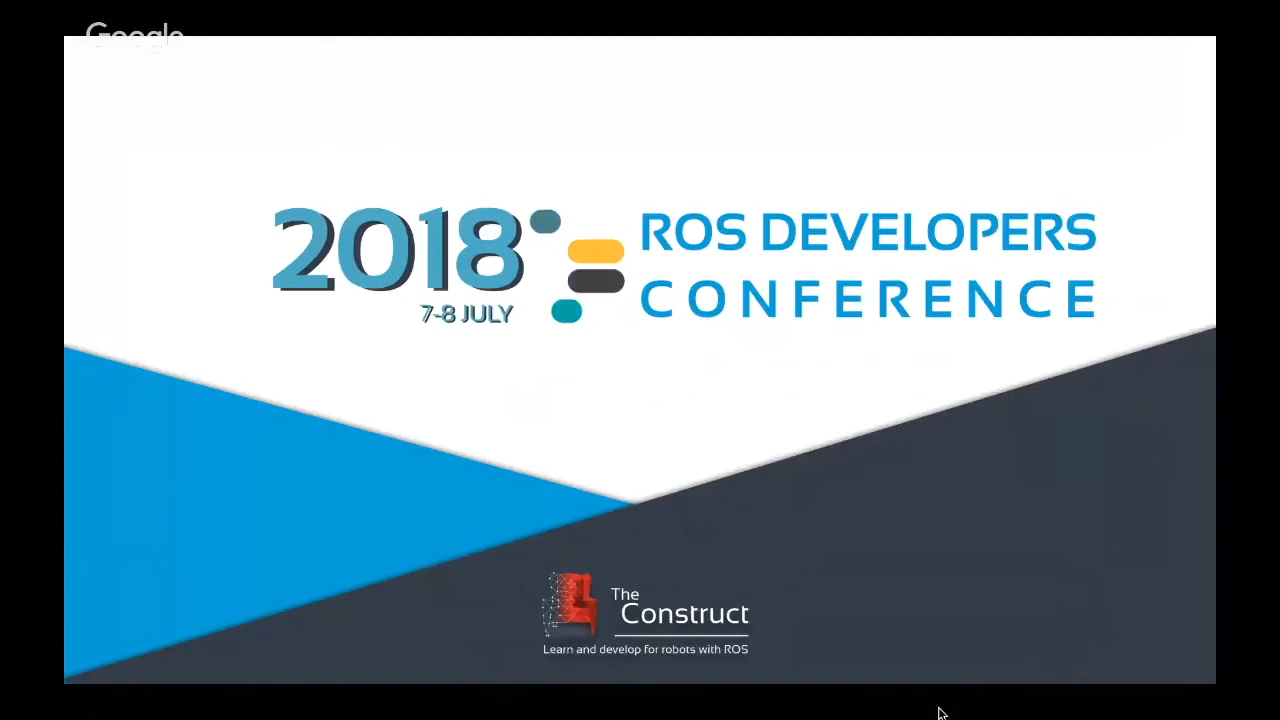 Google
2018
7-8 JULY
ROS DEVELOPERS
CONFERENCE
The
Construct
Learn and develop for robots with ROS